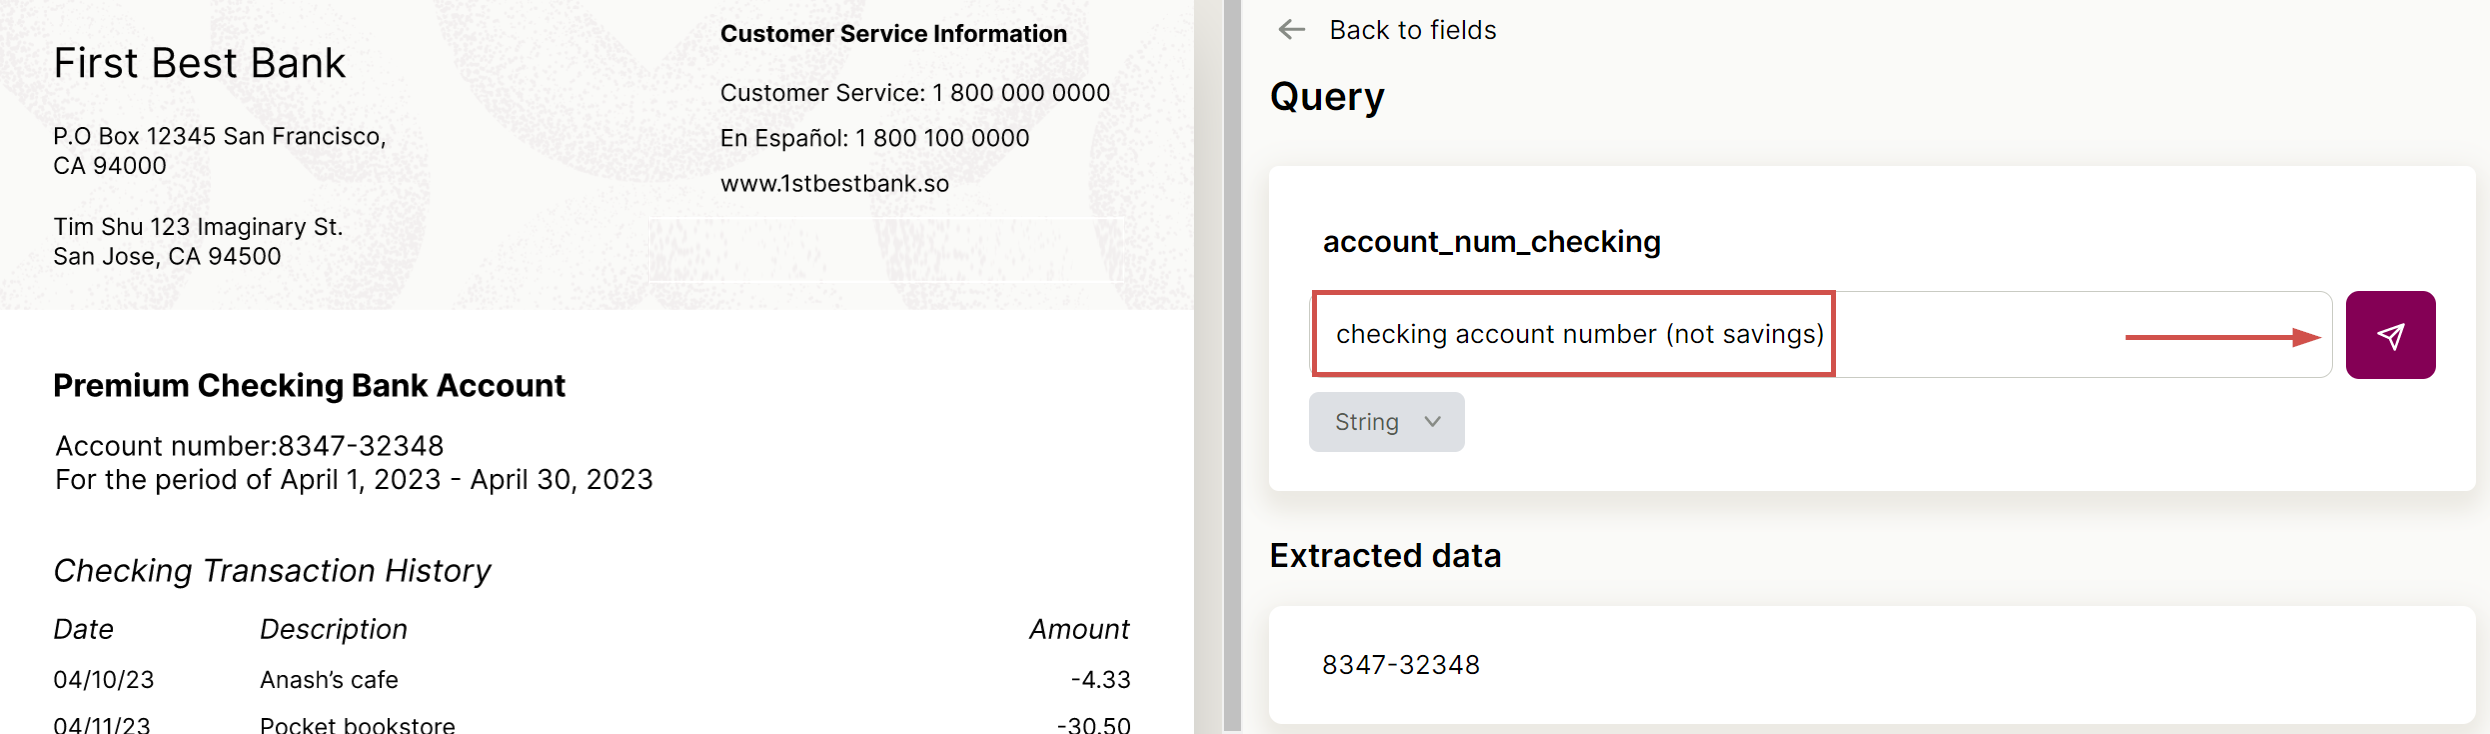 First Best Bank
P.O Box 12345 San Francisco,
CA 94000
Tim Shu 123 Imaginary St.
San Jose, CA 94500
Customer Service Information
Customer Service: 1 800 000 0000
En Español: 1 800 100 0000
www.1stbestbank.so
Premium Checking Bank Account
Account number:8347-32348
For the period of April 1, 2023 - April 30, 2023
Checking Transaction History
Date Description Amount
04/10/23 Anash’s cafe -4.33
04/11/23 Pocket bookstore -30.50
Back to fields
Query
account_num_checking
checking account number (not savings)
String
Extracted data
8347-32348